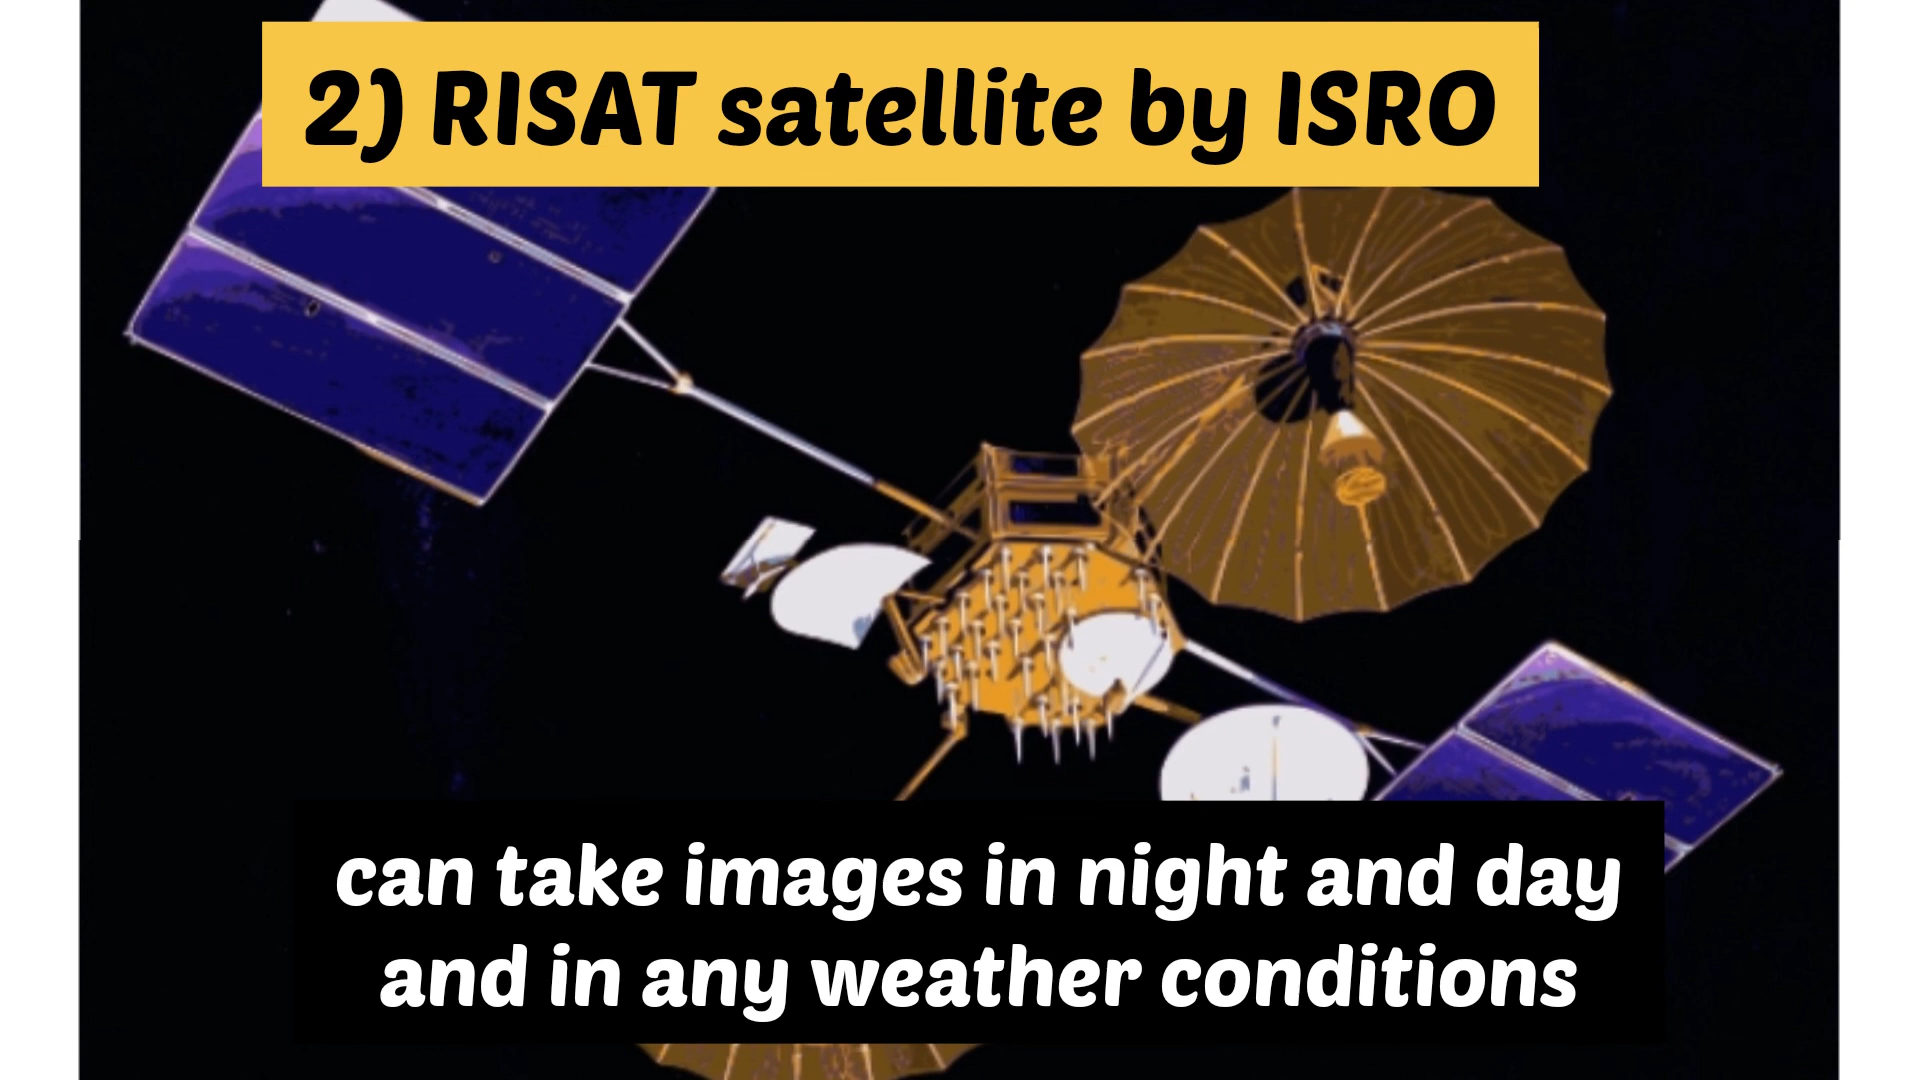 2) RISAT satellite by ISRO
can take images in night and day
and in any weather conditions